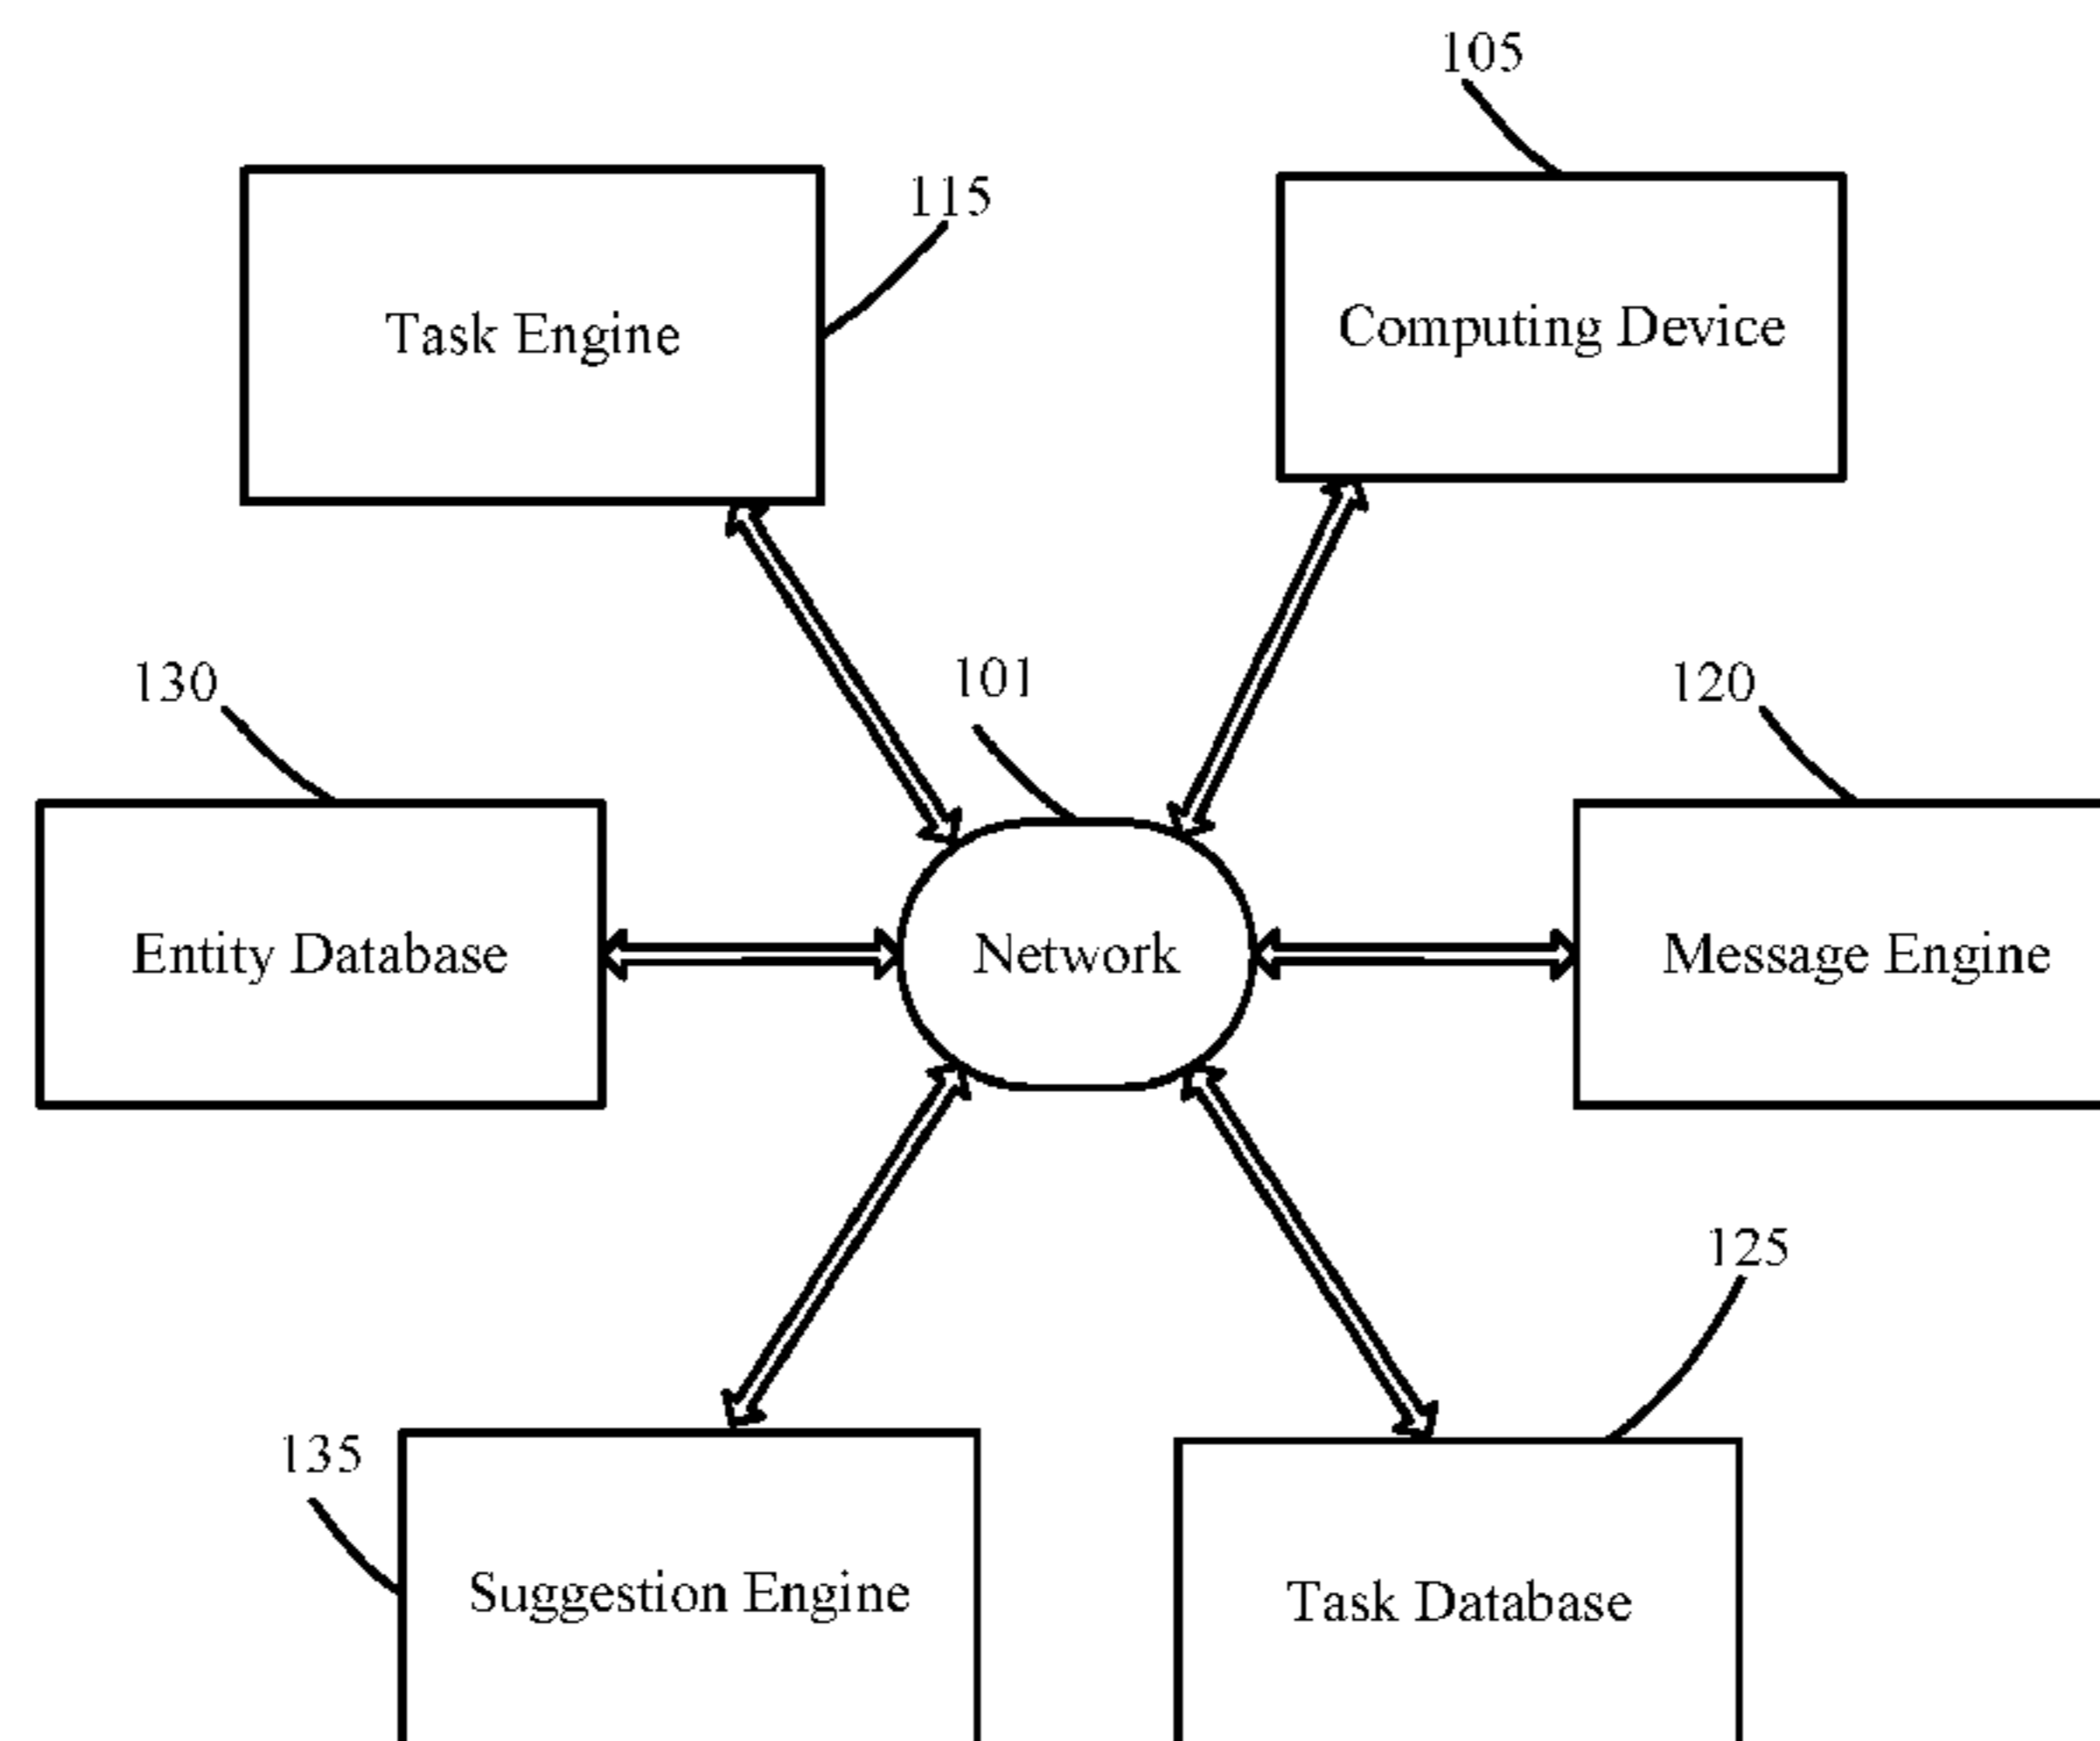 105
115
Task Engine
Computing Device
130
101
120
Entity Database
Network
Message Engine
125
135
Suggestion Engine
Task Database